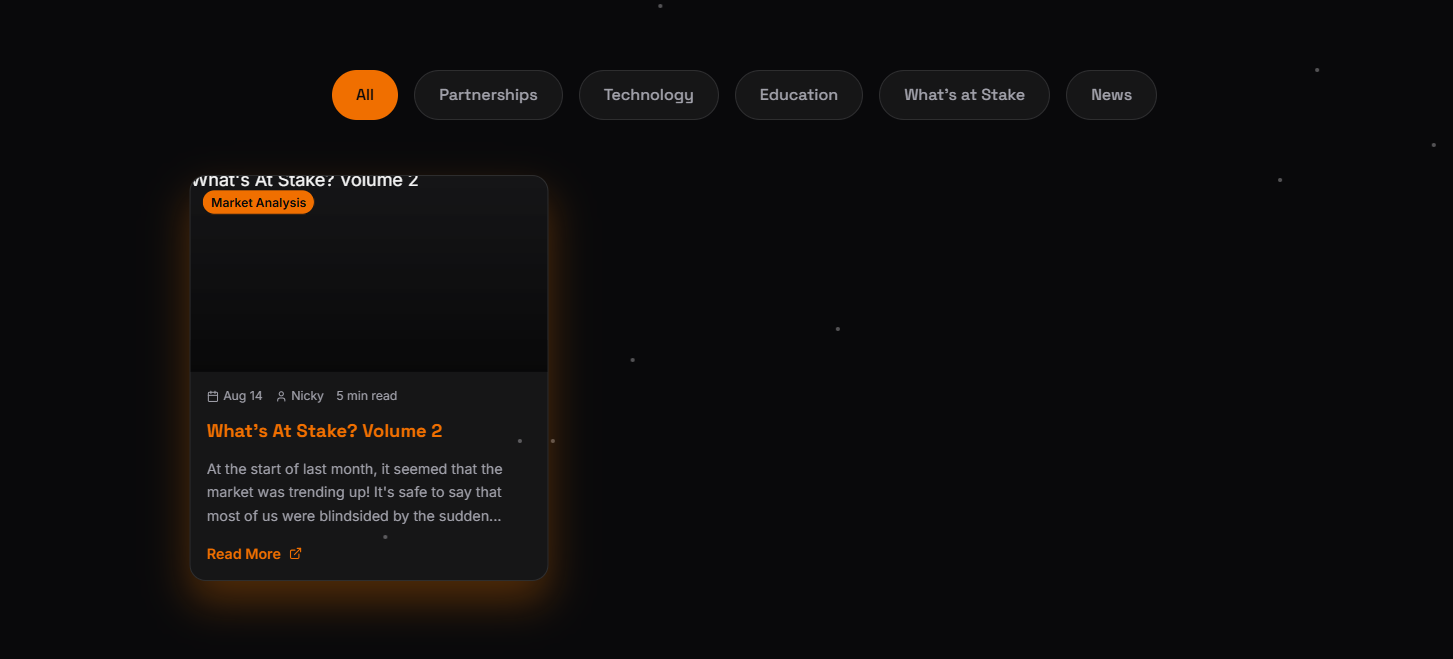 All
Partnerships
Technology
Education
What's at Stake
News
What's At Stake? Volume 2
Market Analysis
Aug 14 Nicky 5 min read
What's At Stake? Volume 2
At the start of last month, it seemed that the
market was trending up! It's safe to say that
most of us were blindsided by the sudden...
Read More